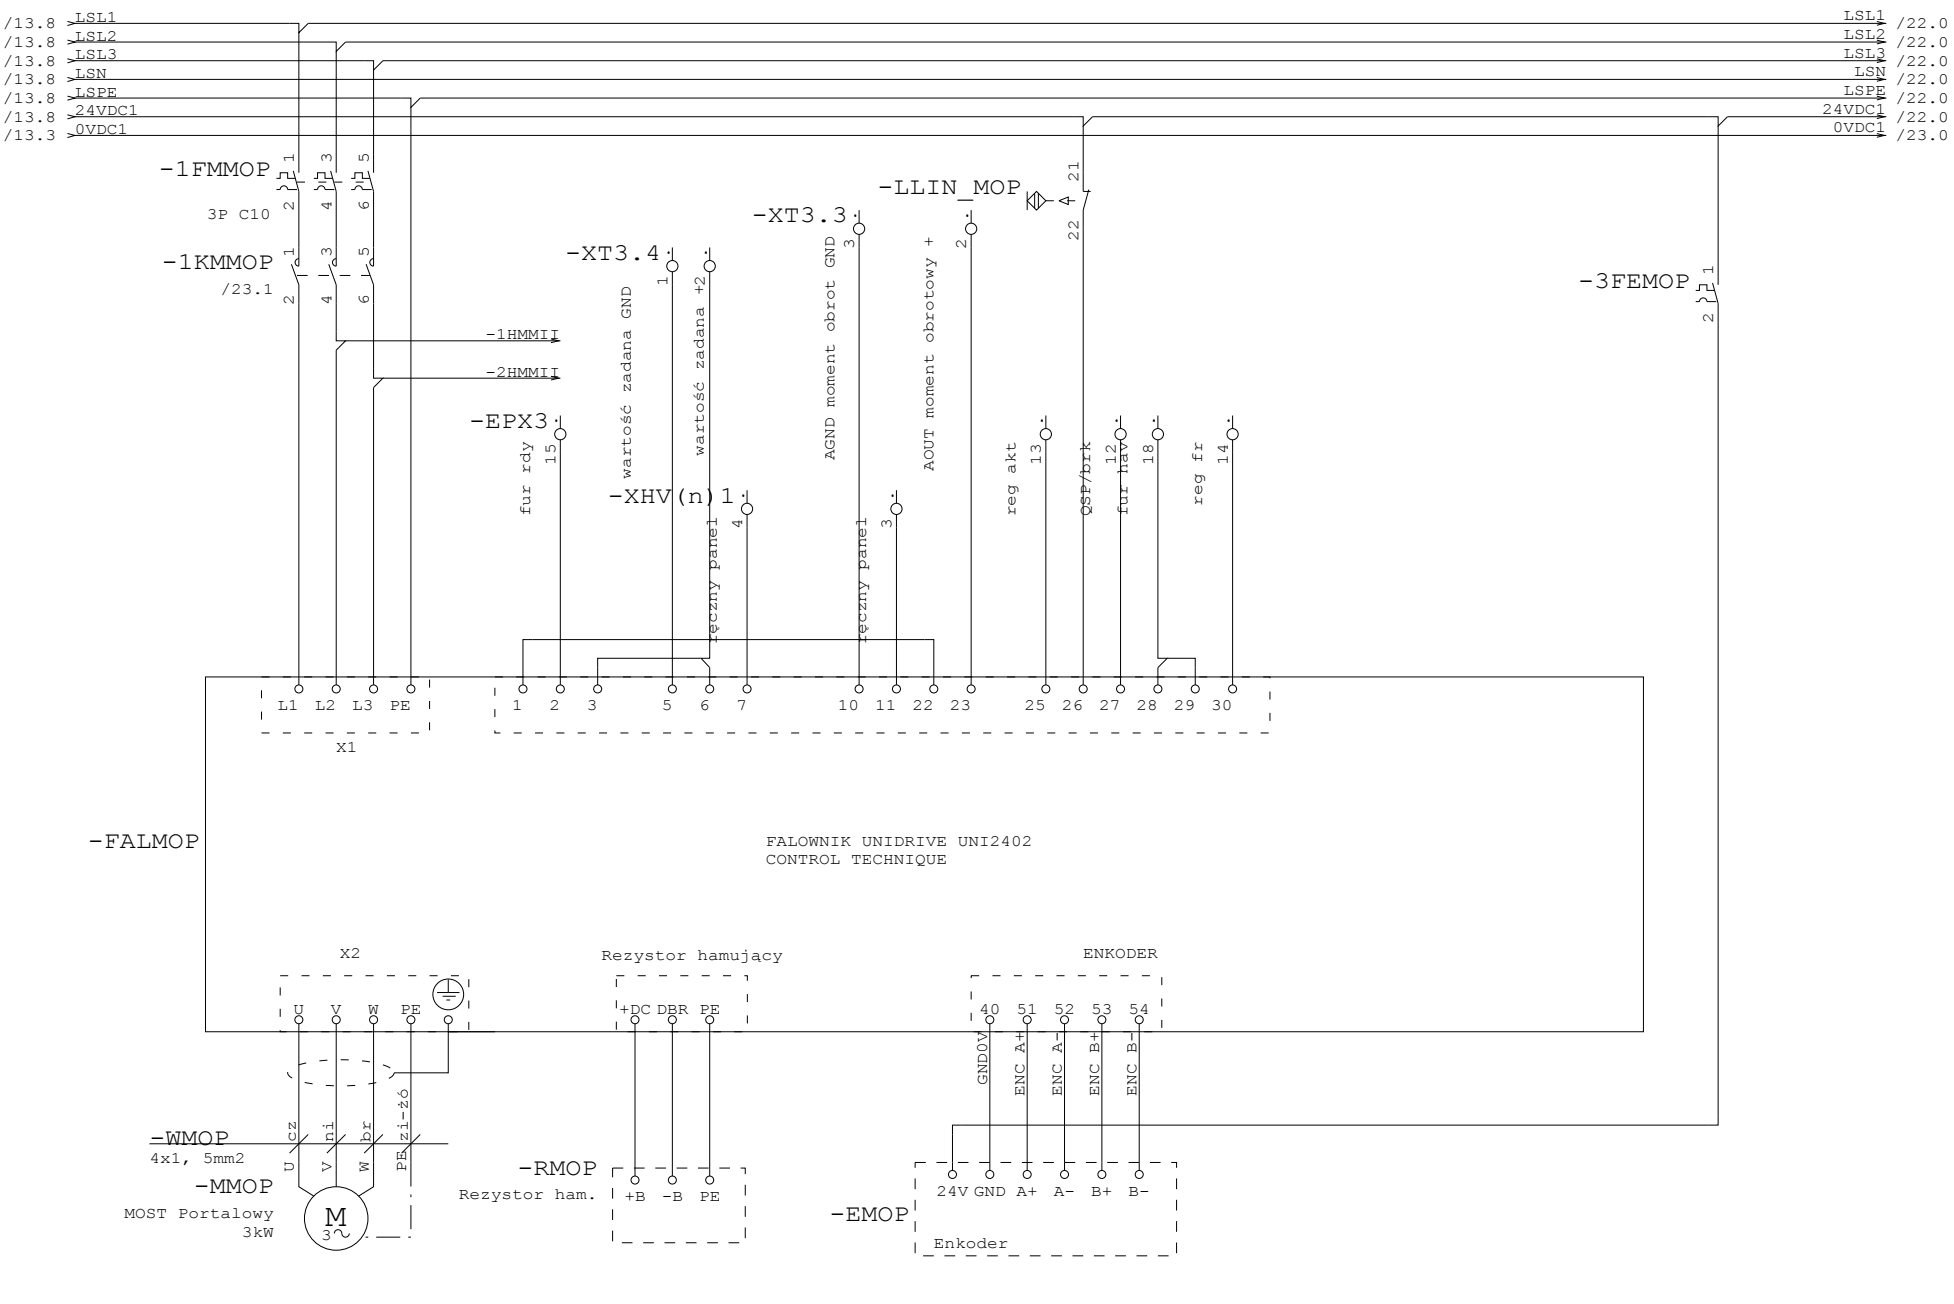 /13.8 LSL1 LSL1 /22.0
/13.8 LSL2 LSL2 /22.0
/13.8 LSL3 LSL3 /22.0
/13.8 LSN LSN /22.0
/13.8 LSPE LSPE /22.0
/13.8 24VDC1 24VDC1 /22.0
/13.3 0VDC1 0VDC1 /23.0
-1FMMOP
3P C10
1 3 5
2 4 6
-1KMMOP
/23.1
1 3 5
2 4 6
-1HMMII
-2HMMII
-LLIN_MOP
21
22
-XT3.3
3
2
AGND moment obrot GND
AOUT moment obrotowy +
-XT3.4
1
2
wartość zadana GND
wartość zadana +
-3FEMOP
1
2
-EPX3
15
fur rdy
-XHV(n)1
4
3
ręczny panel
ręczny panel
13
12
18
14
reg akt
QSP/brk
fur hav
reg fr
L1 L2 L3 PE
X1
1 2 3 5 6 7 10 11 22 23 25 26 27 28 29 30
-FALMOP
FALOWNIK UNIDRIVE UNI2402
CONTROL TECHNIQUE
X2
U V W PE
Rezystor hamujący
+DC DBR PE
ENKODER
40 51 52 53 54
GND0V
ENC A+
ENC A-
ENC B+
ENC B-
-WMOP
4x1, 5mm2
cz
ni
br
zi-żó
U
V
W
PE
-MMOP
MOST Portalowy
3kW
M
3
-RMOP
Rezystor ham.
+B -B PE
-EMOP
24V GND A+ A- B+ B-
Enkoder